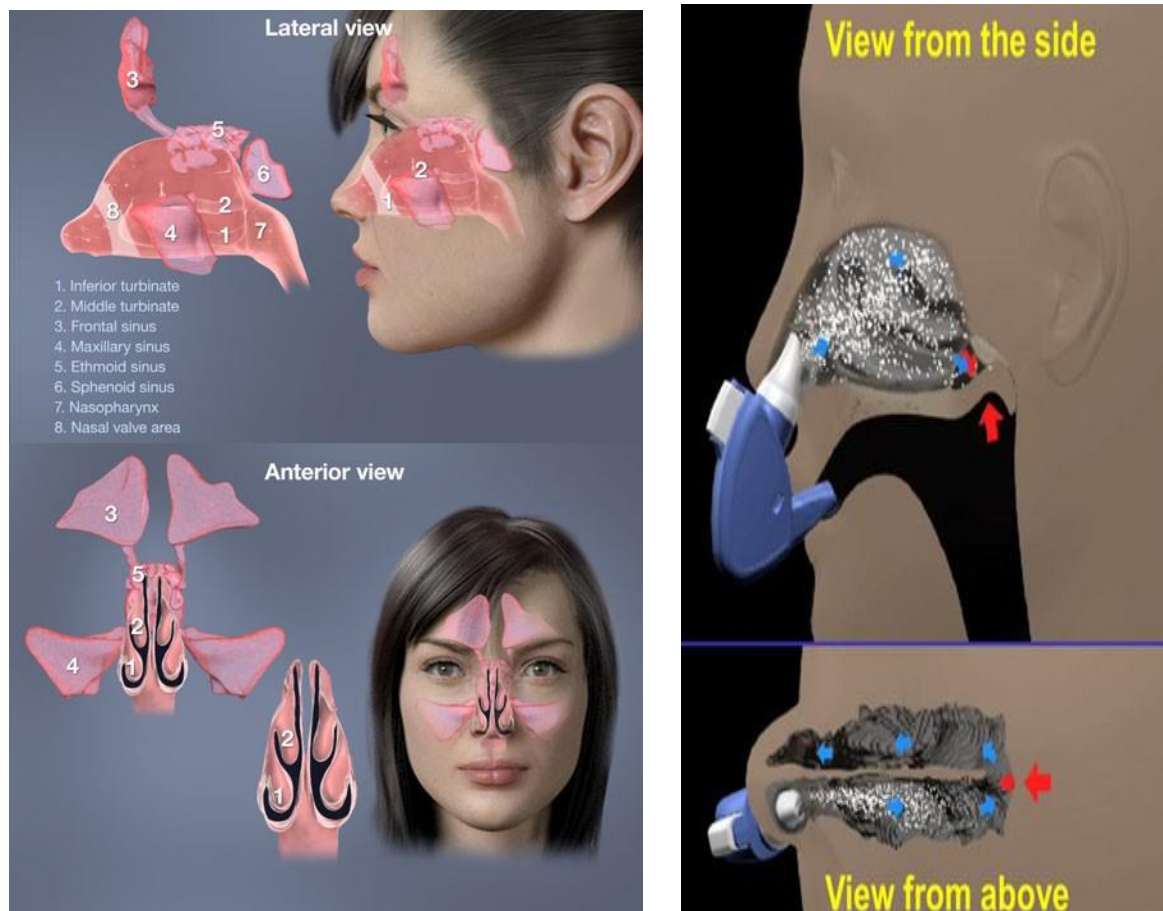 Lateral view
3
5
6
2
8
4
1
7
2
1
1. Inferior turbinate
2. Middle turbinate
3. Frontal sinus
4. Maxillary sinus
5. Ethmoid sinus
6. Sphenoid sinus
7. Nasopharynx
8. Nasal valve area
Anterior view
3
5
2
4
1
2
1
View from the side
View from above